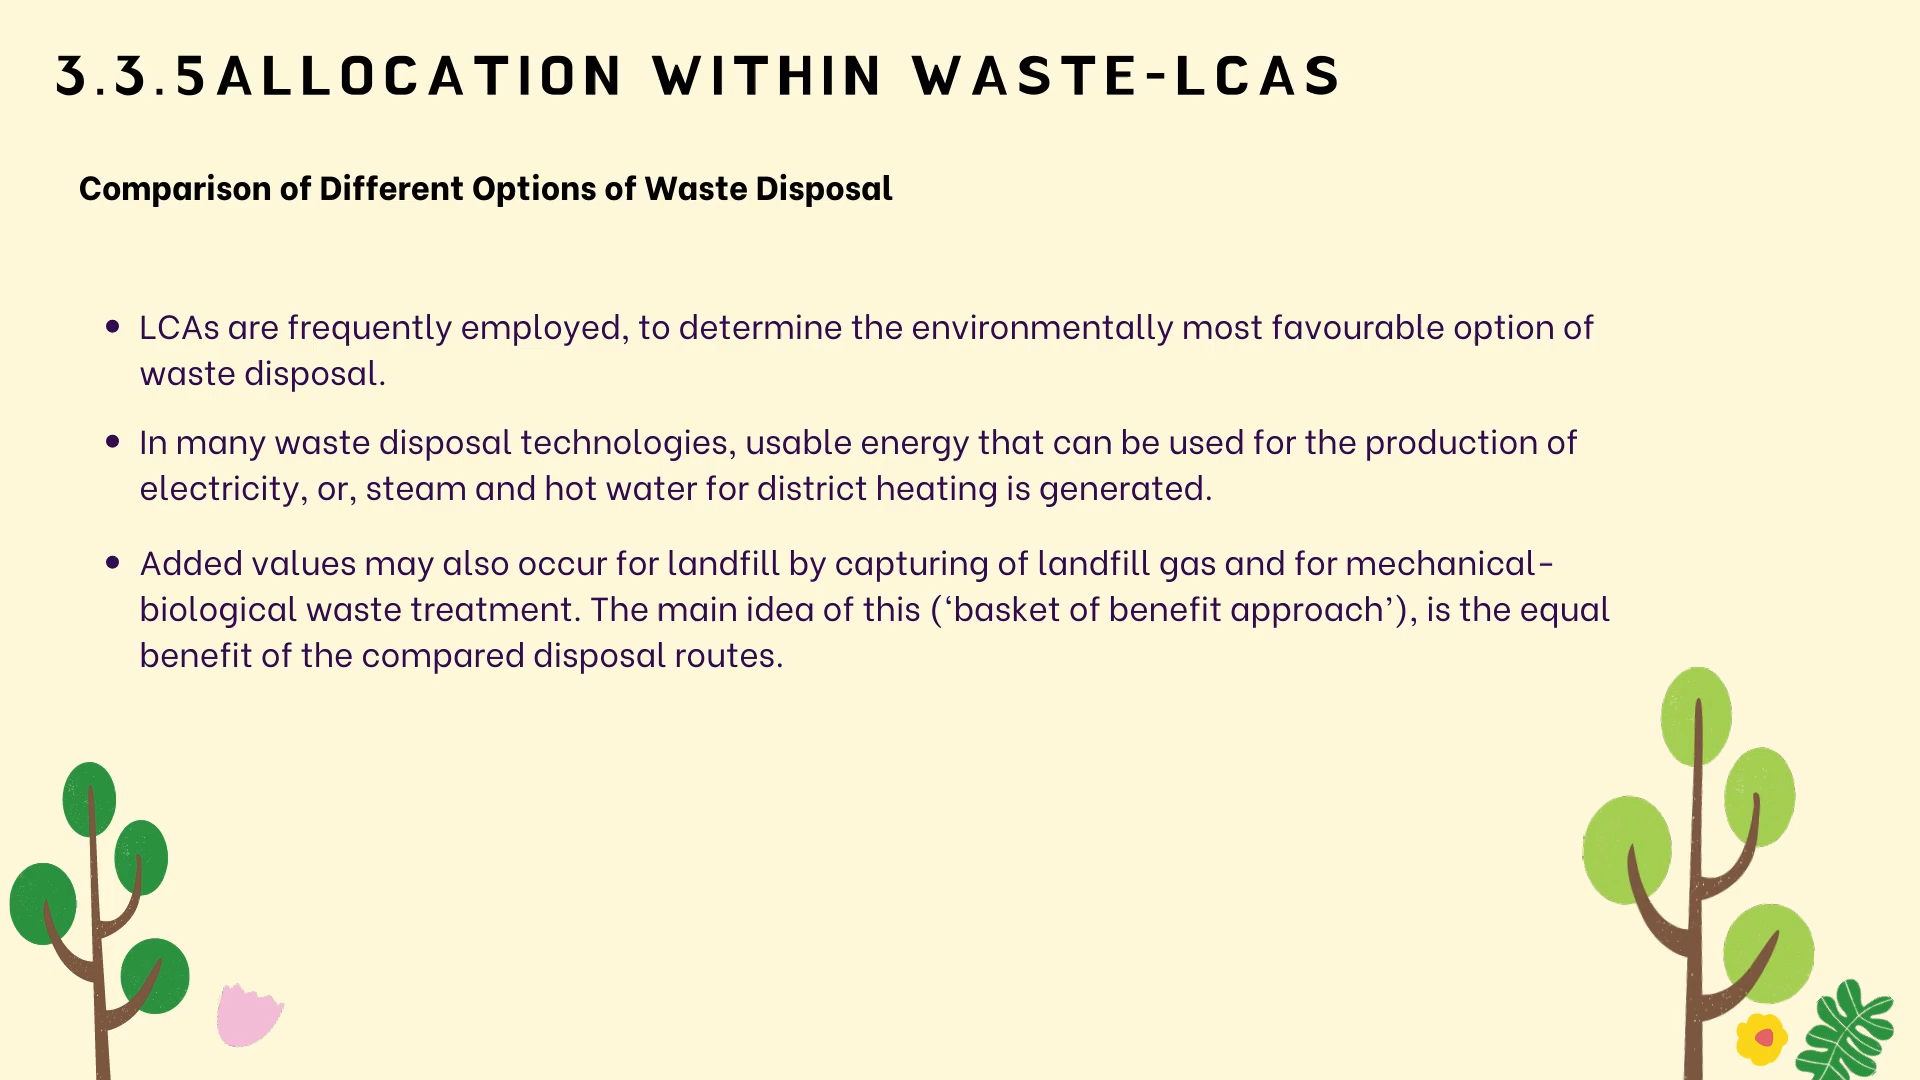 3.3.5ALLOCATION WITHIN WASTE-LCAS
Comparison of Different Options of Waste Disposal
• LCAs are frequently employed, to determine the environmentally most favourable option of
waste disposal.
• In many waste disposal technologies, usable energy that can be used for the production of
electricity, or, steam and hot water for district heating is generated.
• Added values may also occur for landfill by capturing of landfill gas and for mechanical-
biological waste treatment. The main idea of this (‘basket of benefit approach’), is the equal
benefit of the compared disposal routes.